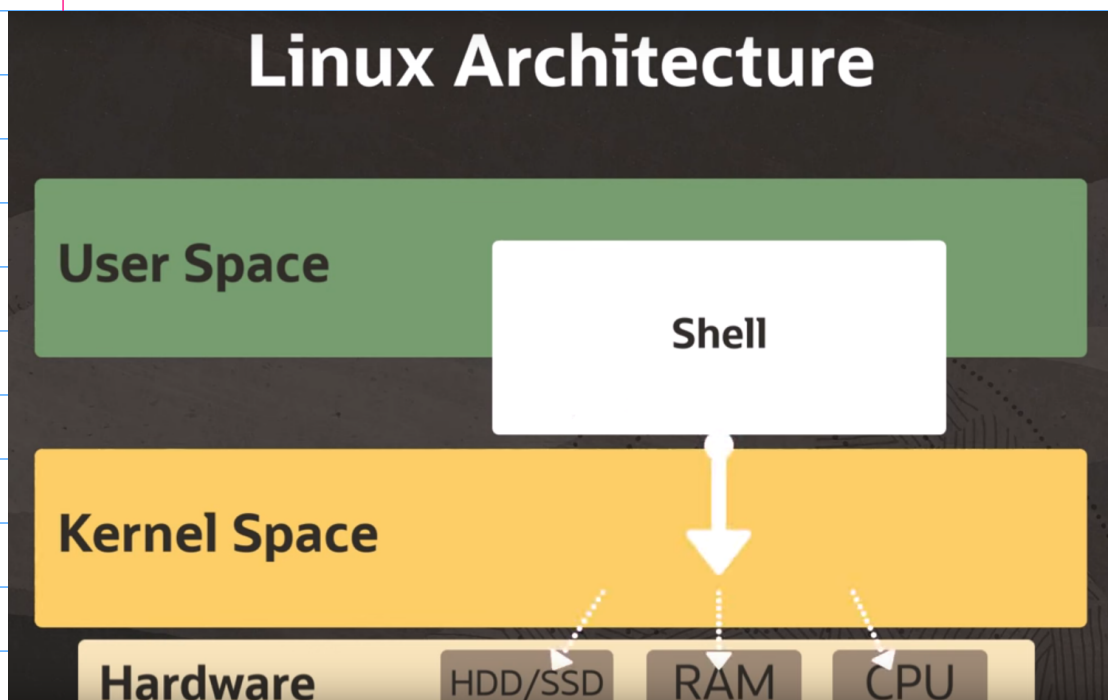 Linux Architecture
User Space
Shell
Kernel Space
Hardware
HDD/SSD
RAM
CPU